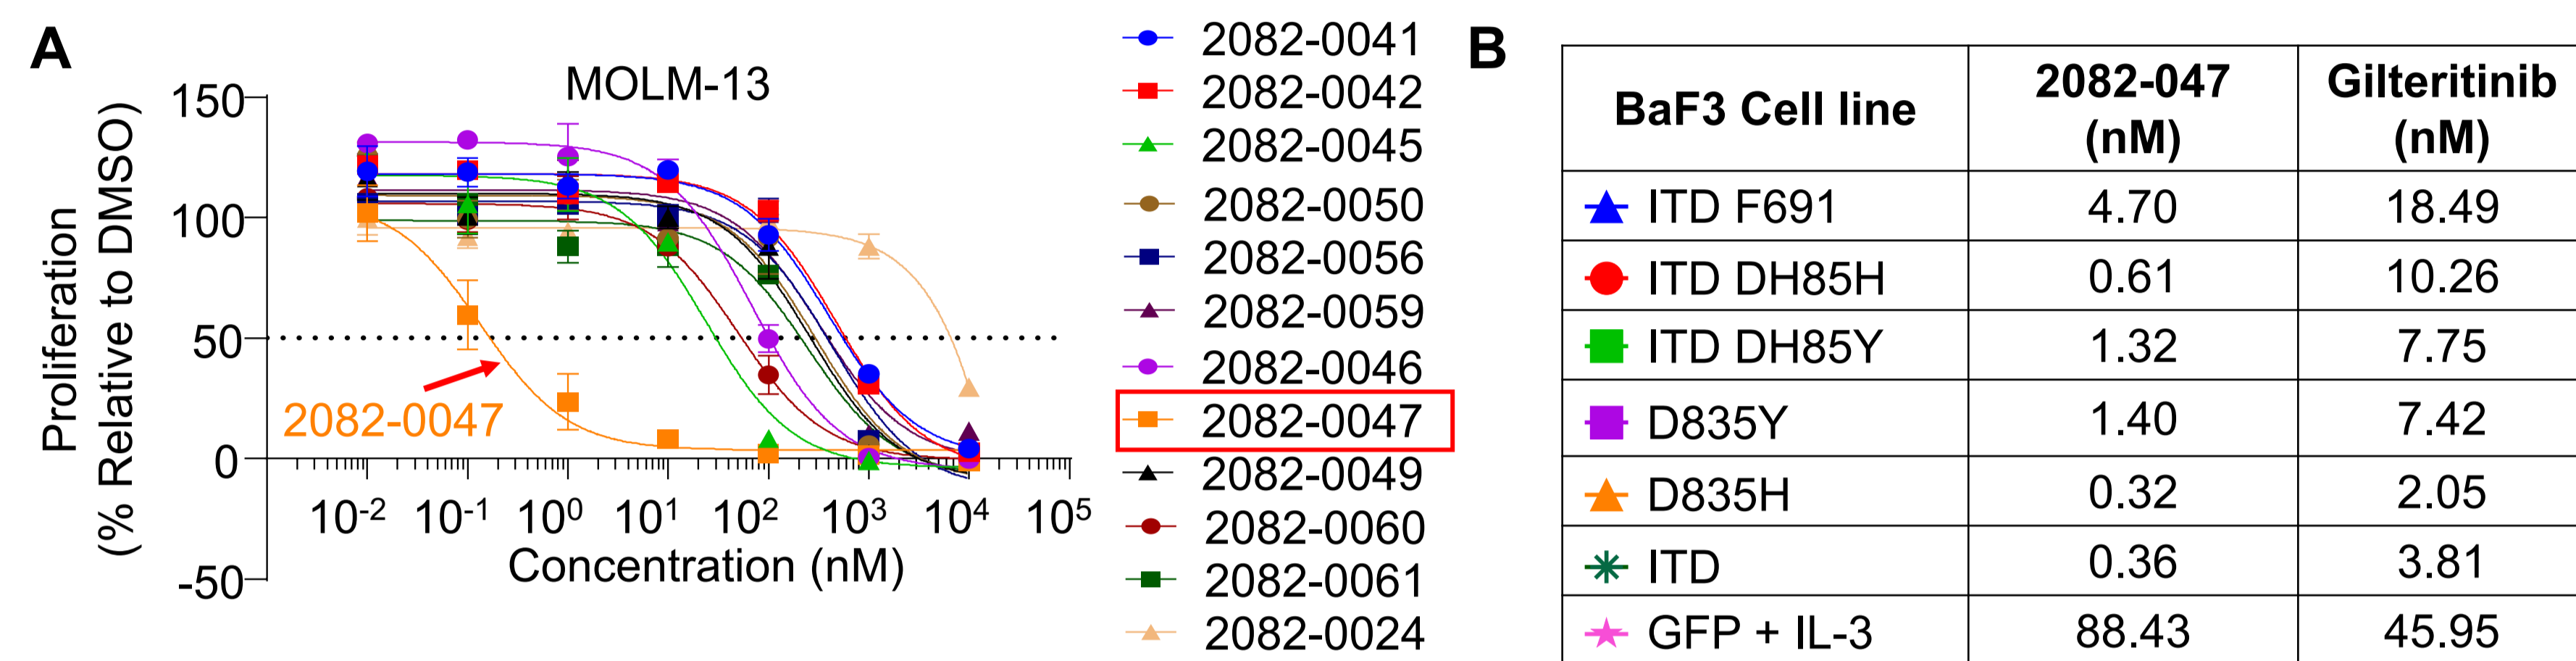 A
MOLM-13
Proliferation
(% Relative to DMSO)
150
100
50
0
-50
2082-0047
10-2 10-1 100 101 102 103 104 105
Concentration (nM)
2082-0041
2082-0042
2082-0045
2082-0050
2082-0056
2082-0059
2082-0046
2082-0047
2082-0049
2082-0060
2082-0061
2082-0024
B
BaF3 Cell line 2082-047 (nM) Gilteritinib (nM)
ITD F691 4.70 18.49
ITD DH85H 0.61 10.26
ITD DH85Y 1.32 7.75
D835Y 1.40 7.42
D835H 0.32 2.05
ITD 0.36 3.81
GFP + IL-3 88.43 45.95